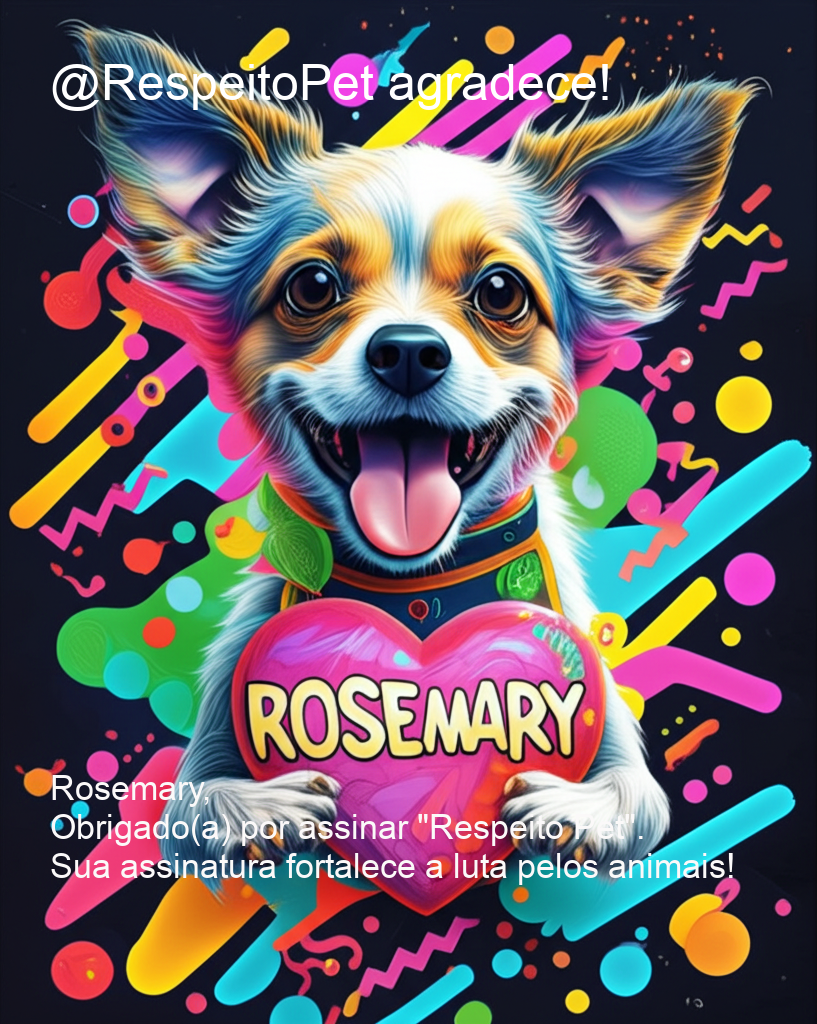 @RespeitoPet agradece!
ROSEMARY
Rosemary,
Obrigado(a) por assinar "Respeito Pet".
Sua assinatura fortalece a luta pelos animais!